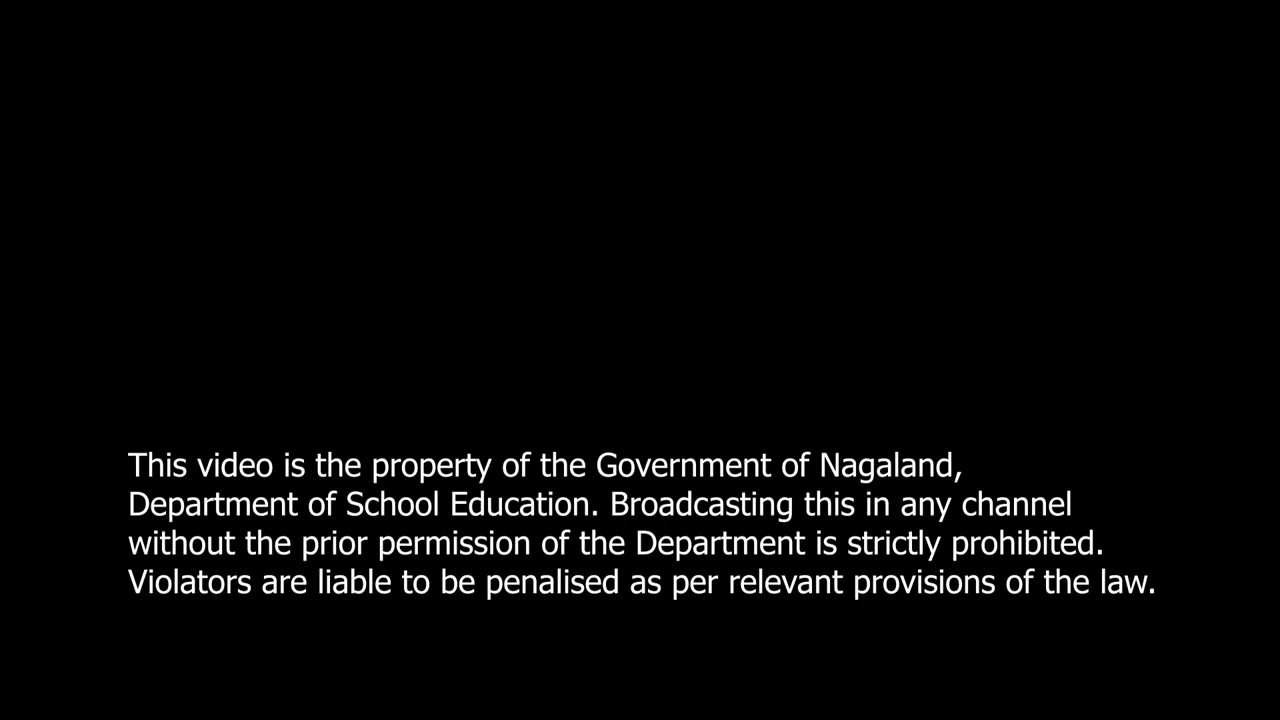 This video is the property of the Government of Nagaland,
Department of School Education. Broadcasting this in any channel
without the prior permission of the Department is strictly prohibited.
Violators are liable to be penalised as per relevant provisions of the law.